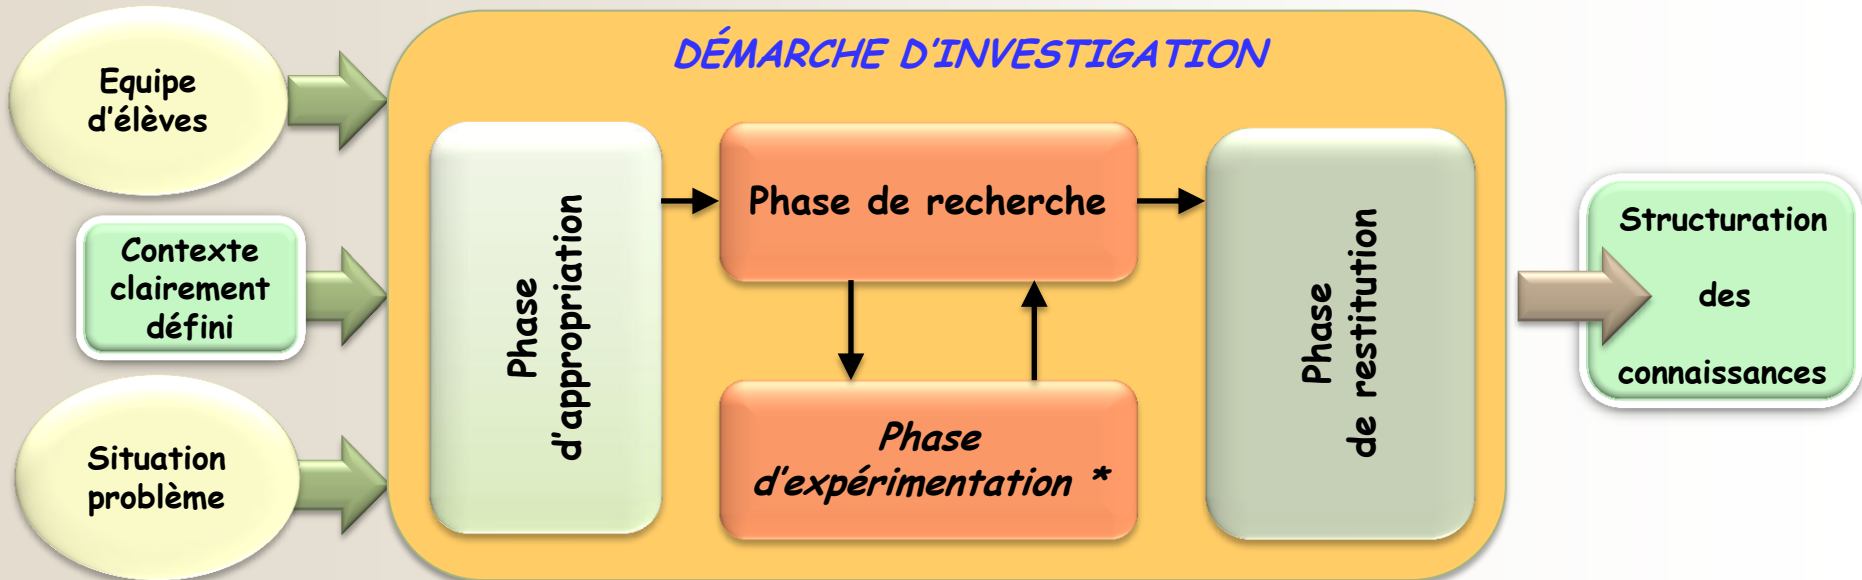 DÉMARCHE D'INVESTIGATION
Equipe
d'élèves
Contexte
clairement
défini
Situation
problème
Phase
d'appropriation
Phase de recherche
Phase
d'expérimentation *
Phase
de restitution
Structuration
des
connaissances